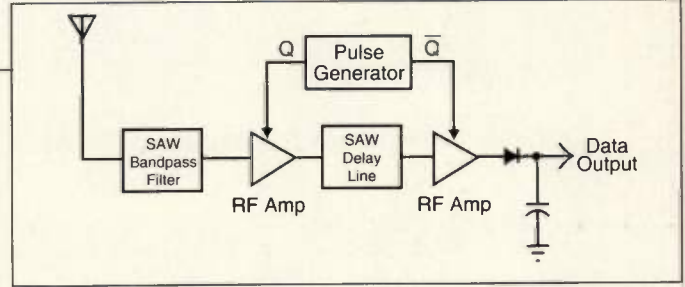 Q
Pulse
Generator
Q̅
SAW
Bandpass
Filter
RF Amp
SAW
Delay
Line
RF Amp
Data
Output